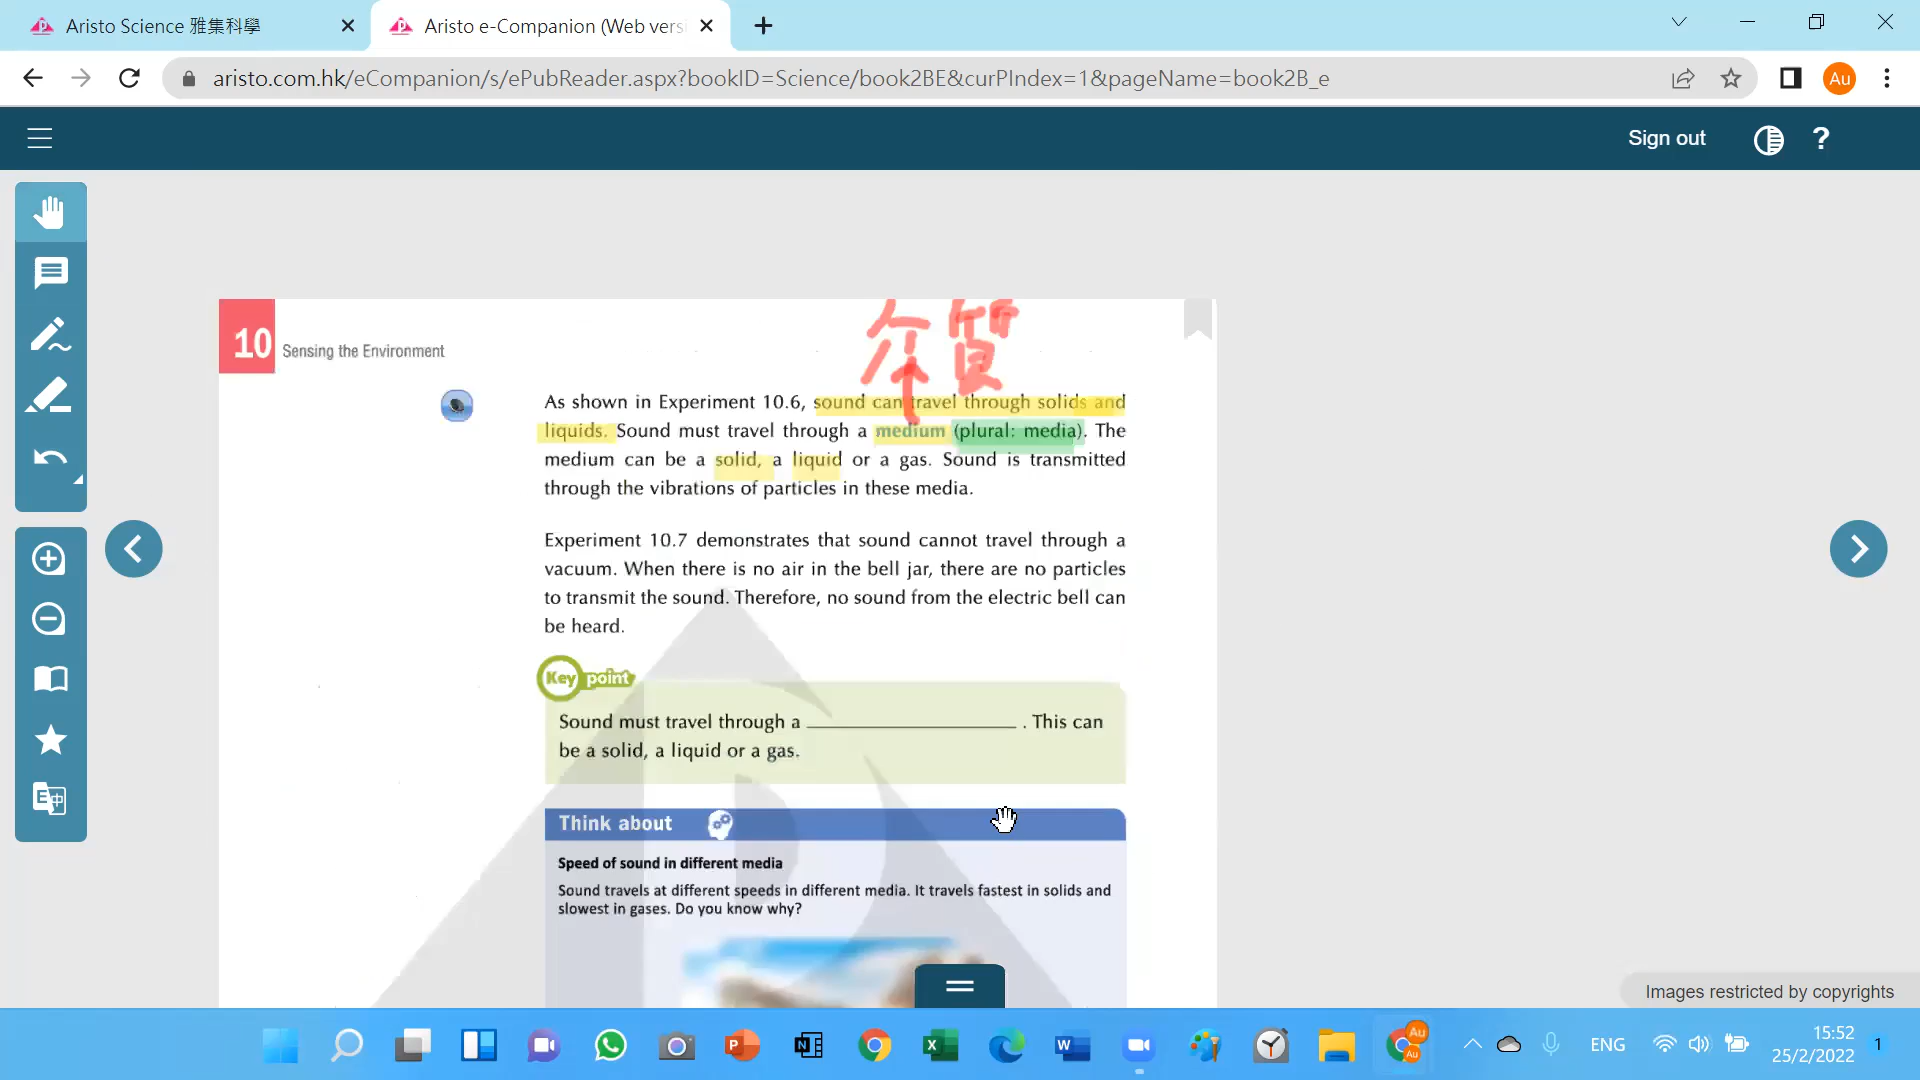 Aristo Science 雅集科學
Aristo e-Companion (Web versi
aristo.com.hk/eCompanion/s/ePubReader.aspx?bookID=Science/book2BE&curPIndex=1&pageName=book2B_e
Au
Sign out
?
10 Sensing the Environment
介質
As shown in Experiment 10.6, sound can travel through solids and
liquids. Sound must travel through a medium (plural: media). The
medium can be a solid, a liquid or a gas. Sound is transmitted
through the vibrations of particles in these media.
Experiment 10.7 demonstrates that sound cannot travel through a
vacuum. When there is no air in the bell jar, there are no particles
to transmit the sound. Therefore, no sound from the electric bell can
be heard.
Key point
Sound must travel through a ____________________ . This can
be a solid, a liquid or a gas.
Think about
Speed of sound in different media
Sound travels at different speeds in different media. It travels fastest in solids and
slowest in gases. Do you know why?
E中
Images restricted by copyrights
P
N
X
W
Au
Au
ENG
15:52
25/2/2022
1